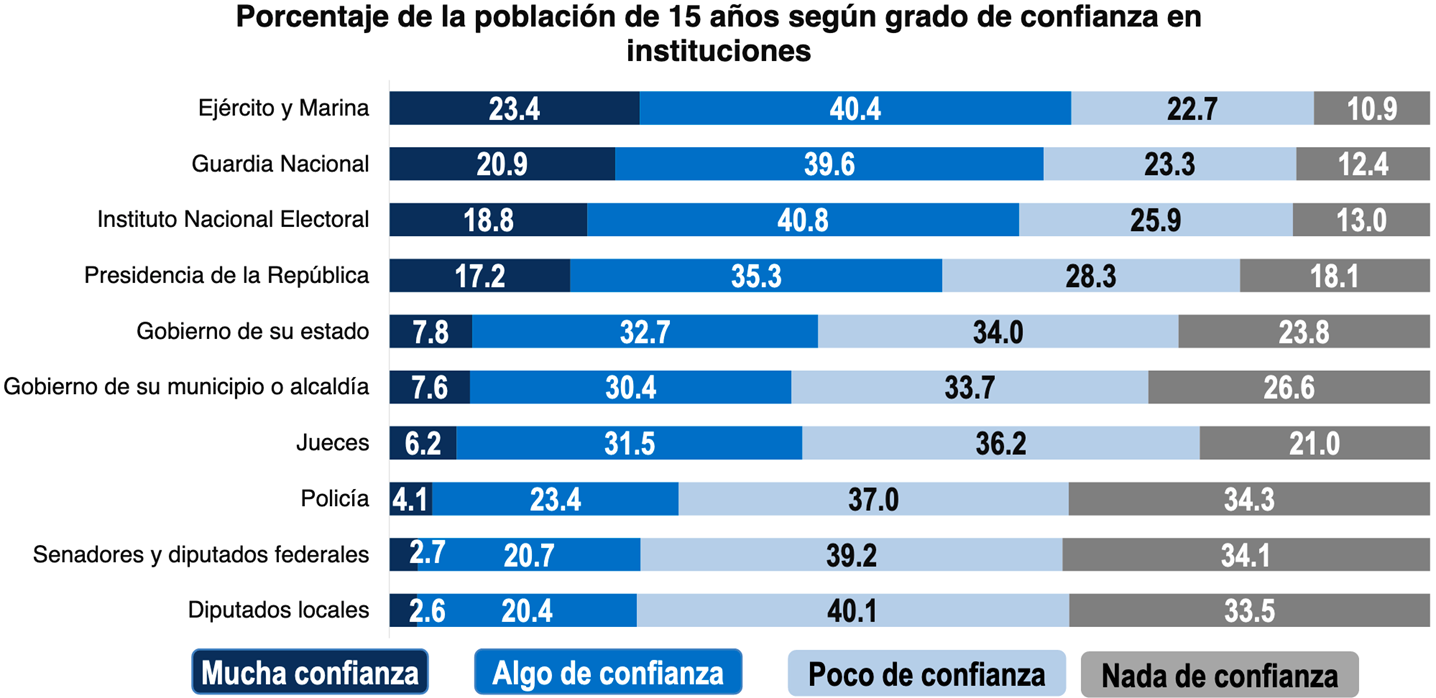 Porcentaje de la población de 15 años según grado de confianza en
instituciones
Ejército y Marina 23.4 40.4 22.7 10.9
Guardia Nacional 20.9 39.6 23.3 12.4
Instituto Nacional Electoral 18.8 40.8 25.9 13.0
Presidencia de la República 17.2 35.3 28.3 18.1
Gobierno de su estado 7.8 32.7 34.0 23.8
Gobierno de su municipio o alcaldía 7.6 30.4 33.7 26.6
Jueces 6.2 31.5 36.2 21.0
Policía 4.1 23.4 37.0 34.3
Senadores y diputados federales 2.7 20.7 39.2 34.1
Diputados locales 2.6 20.4 40.1 33.5
Mucha confianza Algo de confianza Poco de confianza Nada de confianza